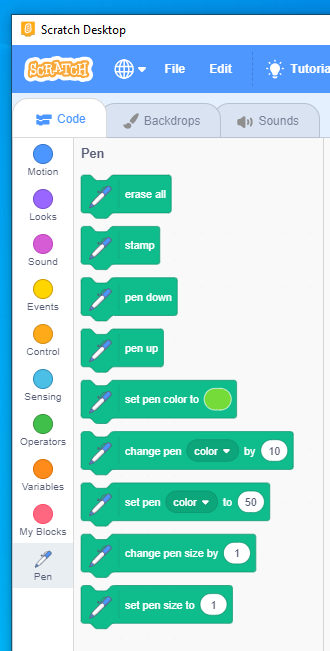 Scratch Desktop
SCRATCH File Edit Tutoria
Code Backdrops Sounds
Motion
Looks
Sound
Events
Control
Sensing
Operators
Variables
My Blocks
Pen
Pen
erase all
stamp
pen down
pen up
set pen color to
change pen color by 10
set pen color to 50
change pen size by 1
set pen size to 1